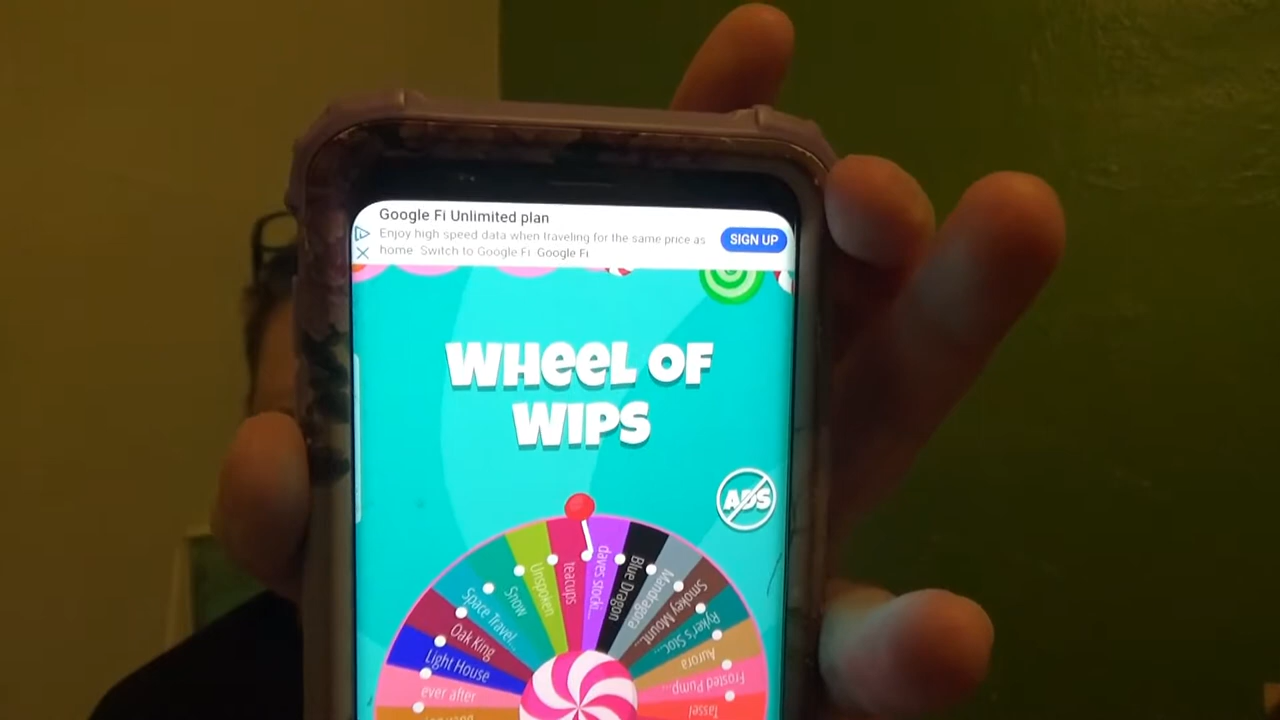 Google Fi Unlimited plan
Enjoy high speed data when traveling for the same price as
home Switch to Google Fi Google Fi
SIGN UP
WHeeL OF
WIPS
ADS
ever after
Light House
Oak King
Space Travel...
Snow
Unspoken
teacups
daves stocki...
Blue Dragon
Mandragora
Smokey Mount...
Ryker's Stor...
Aurora
Frosted Pump...
Tassel